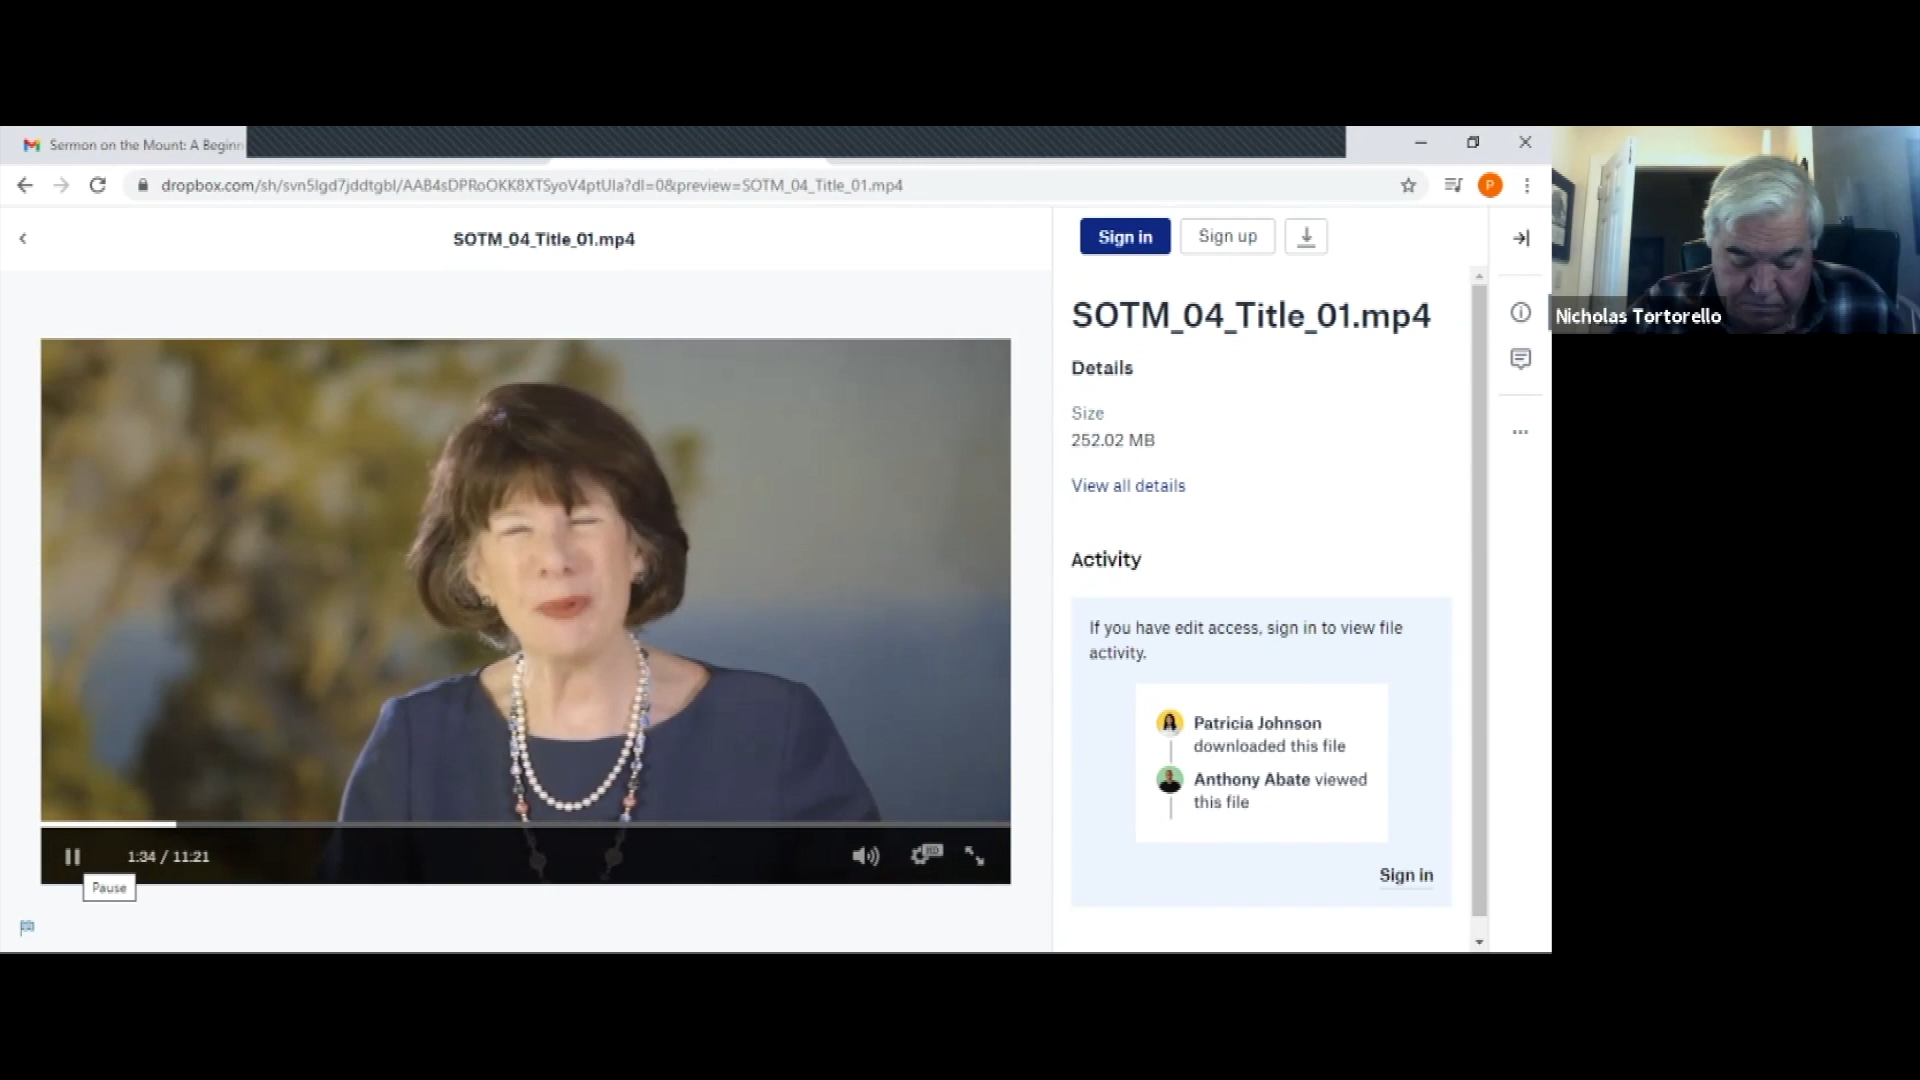 Sermon on the Mount: A Beginn
dropbox.com/sh/svn5lgd7jddtgbl/AAB4sDPRoOKK8XTSyoV4ptUIa?dl=0&preview=SOTM_04_Title_01.mp4
P
SOTM_04_Title_01.mp4
Sign in
Sign up
SOTM_04_Title_01.mp4
Details
Size
252.02 MB
View all details
Activity
If you have edit access, sign in to view file
activity.
Patricia Johnson
downloaded this file
Anthony Abate viewed
this file
Sign in
1:34 / 11:21
HD
Pause
Nicholas Tortorello